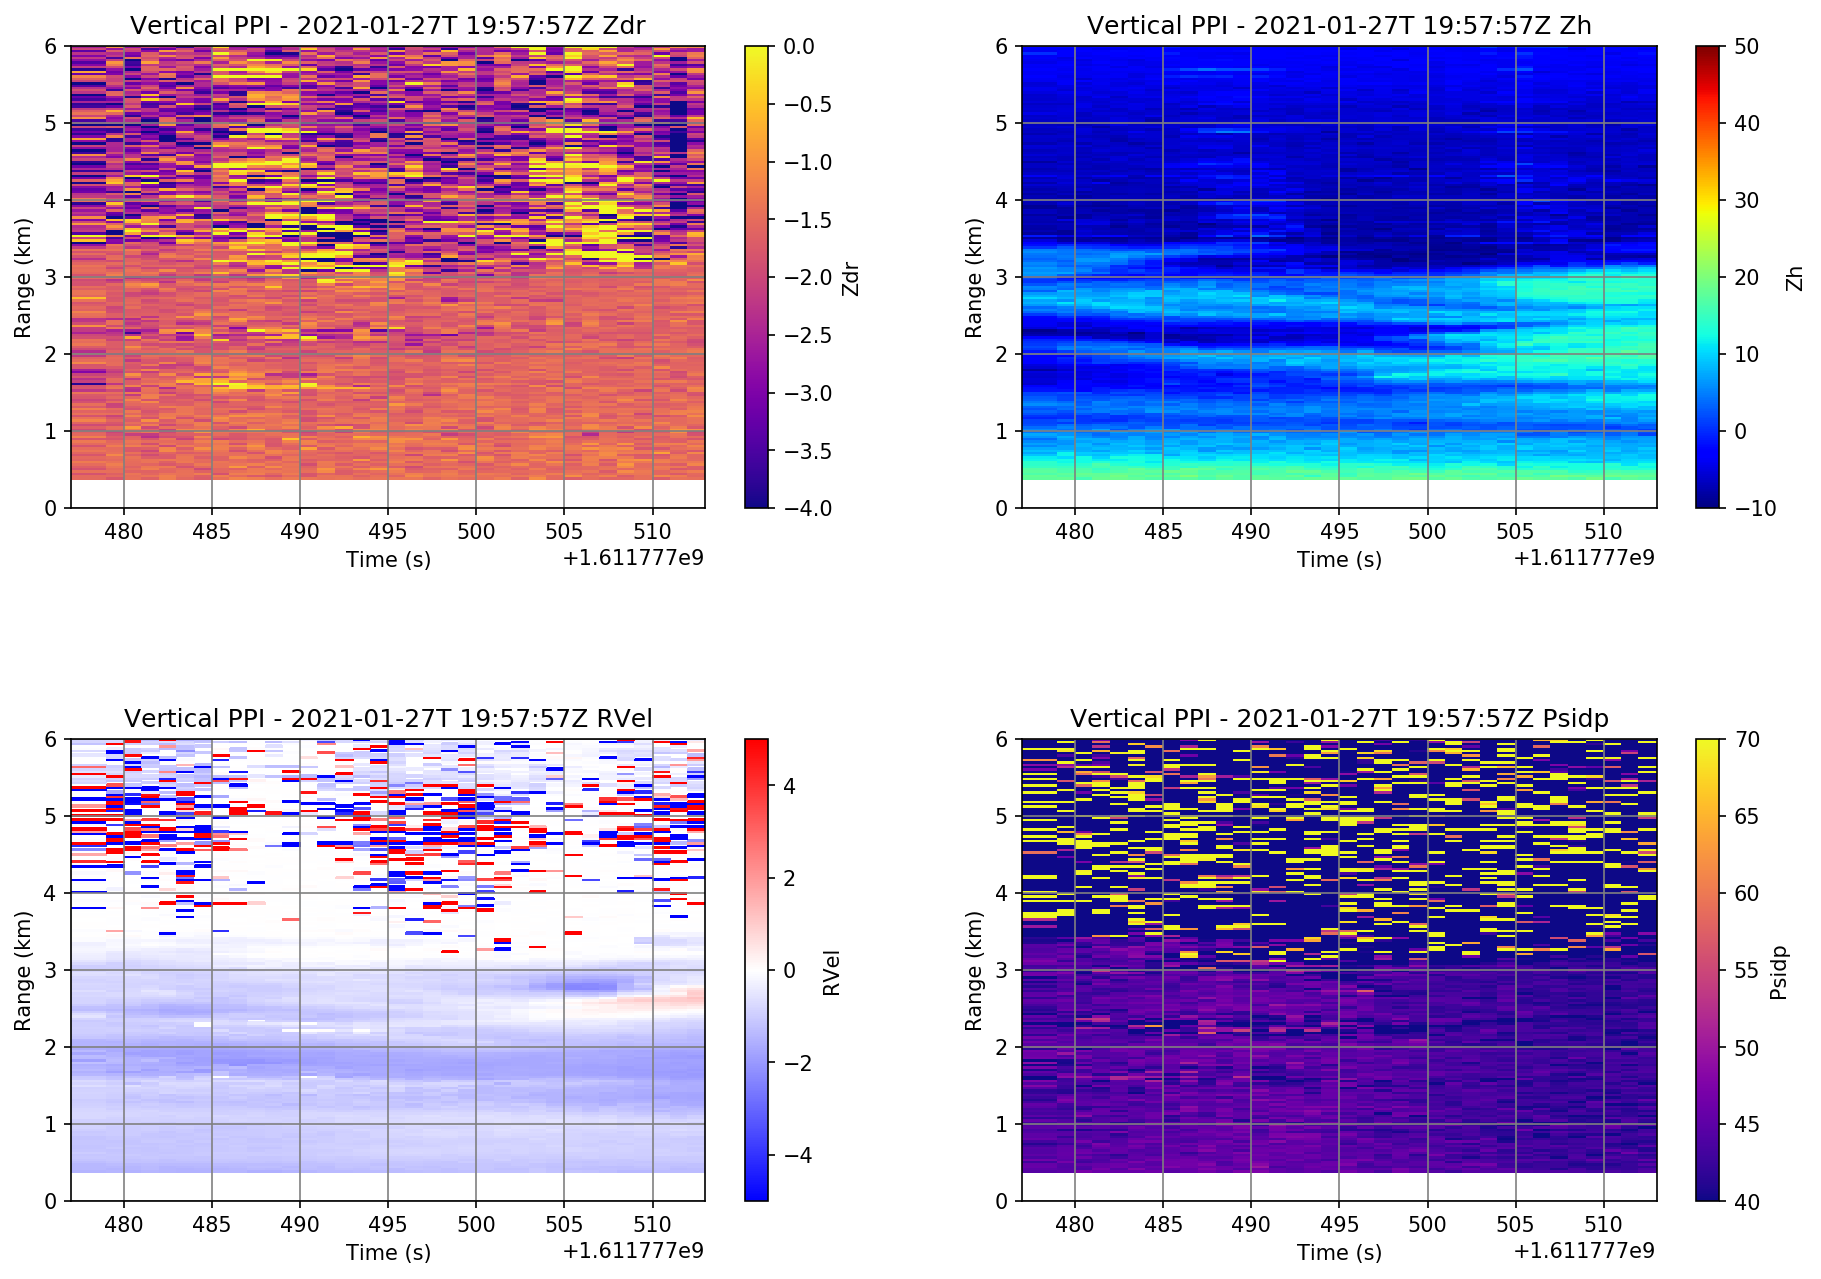 Vertical PPI - 2021-01-27T 19:57:57Z Zdr
6
5
4
3
2
1
0
Range (km)
480 485 490 495 500 505 510
Time (s)
+1.611777e9
0.0
−0.5
−1.0
−1.5
−2.0
−2.5
−3.0
−3.5
−4.0
Zdr
Vertical PPI - 2021-01-27T 19:57:57Z Zh
6
5
4
3
2
1
0
Range (km)
480 485 490 495 500 505 510
Time (s)
+1.611777e9
50
40
30
20
10
0
−10
Zh
Vertical PPI - 2021-01-27T 19:57:57Z RVel
6
5
4
3
2
1
0
Range (km)
480 485 490 495 500 505 510
Time (s)
+1.611777e9
4
2
0
−2
−4
RVel
Vertical PPI - 2021-01-27T 19:57:57Z Psidp
6
5
4
3
2
1
0
Range (km)
480 485 490 495 500 505 510
Time (s)
+1.611777e9
70
65
60
55
50
45
40
Psidp